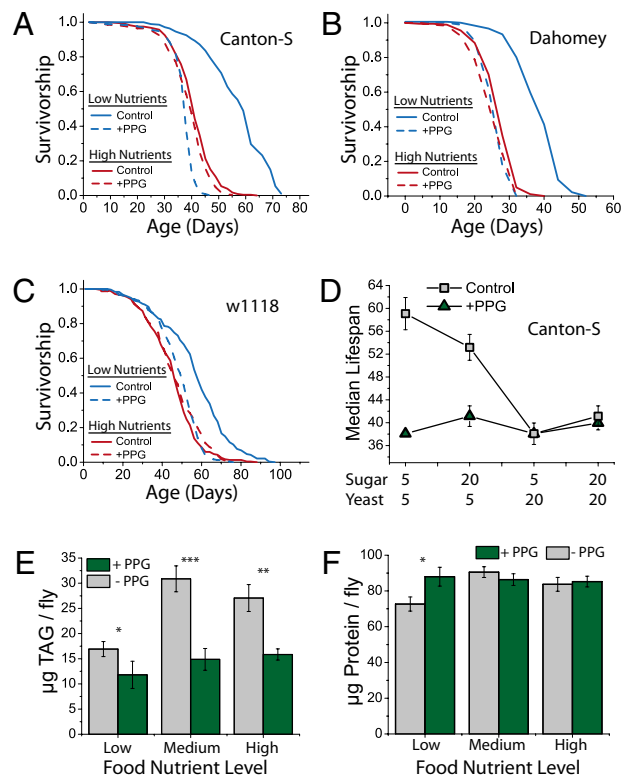 A
Canton-S
Survivorship
1.0
0.8
0.6
0.4
0.2
0.0
Low Nutrients
Control
+PPG
High Nutrients
Control
+PPG
0 10 20 30 40 50 60 70 80
Age (Days)
B
Dahomey
Survivorship
1.0
0.8
0.6
0.4
0.2
0.0
Low Nutrients
Control
+PPG
High Nutrients
Control
+PPG
0 10 20 30 40 50 60
Age (Days)
C
w1118
Survivorship
1.0
0.8
0.6
0.4
0.2
0.0
Low Nutrients
Control
+PPG
High Nutrients
Control
+PPG
0 20 40 60 80 100
Age (Days)
D
Control
+PPG
Canton-S
Median Lifespan
64
60
56
52
48
44
40
36
Sugar 5 20 5 20
Yeast 5 5 20 20
E
+ PPG
- PPG
***
**
*
µg TAG / fly
35
30
25
20
15
10
5
0
Low Medium High
Food Nutrient Level
F
+ PPG - PPG
*
µg Protein / fly
100
80
60
40
20
0
Low Medium High
Food Nutrient Level